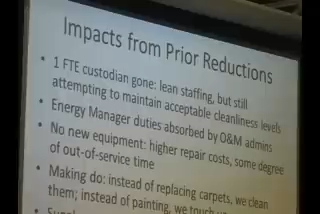 Impacts from Prior Reductions
• 1 FTE custodian gone: lean staffing, but still
attempting to maintain acceptable cleanliness levels
• Energy Manager duties absorbed by O&M admins
• No new equipment: higher repair costs, some degree
of out-of-service time
• Making do: instead of replacing carpets, we clean
them; instead of painting, we touch
•